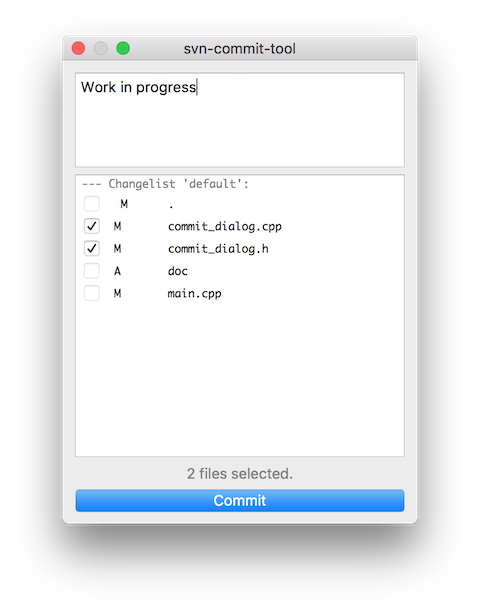 svn-commit-tool
Work in progress
--- Changelist 'default':
M .
M commit_dialog.cpp
M commit_dialog.h
A doc
M main.cpp
2 files selected.
Commit